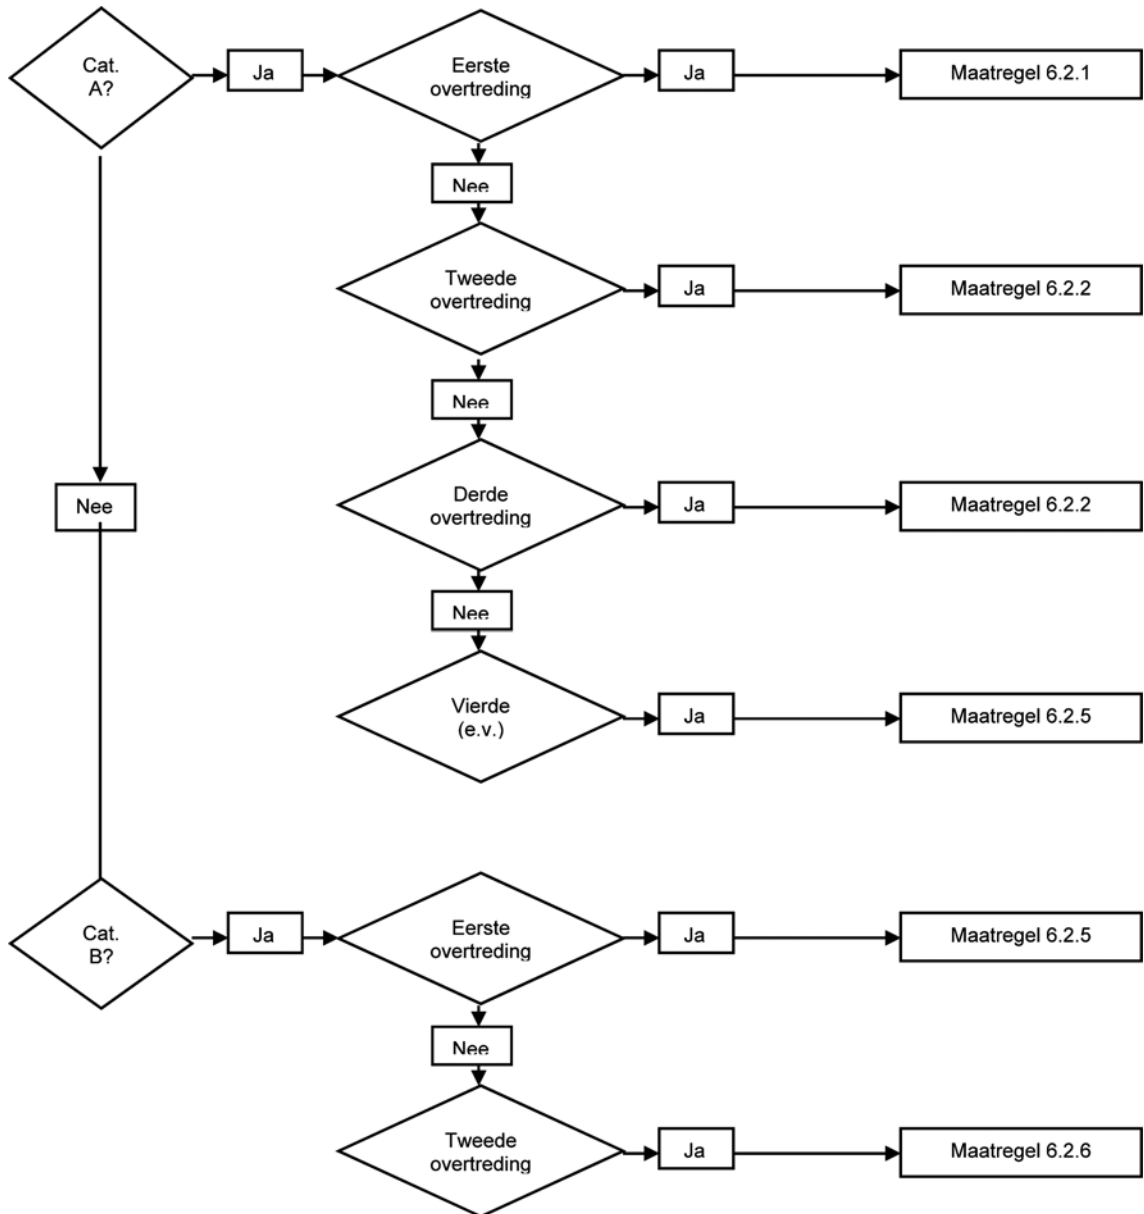 Cat.
A?
Ja
Eerste
overtreding
Ja
Maatregel 6.2.1
Nee
Tweede
overtreding
Ja
Maatregel 6.2.2
Nee
Nee
Derde
overtreding
Ja
Maatregel 6.2.2
Nee
Vierde
(e.v.)
Ja
Maatregel 6.2.5
Cat.
B?
Ja
Eerste
overtreding
Ja
Maatregel 6.2.5
Nee
Tweede
overtreding
Ja
Maatregel 6.2.6